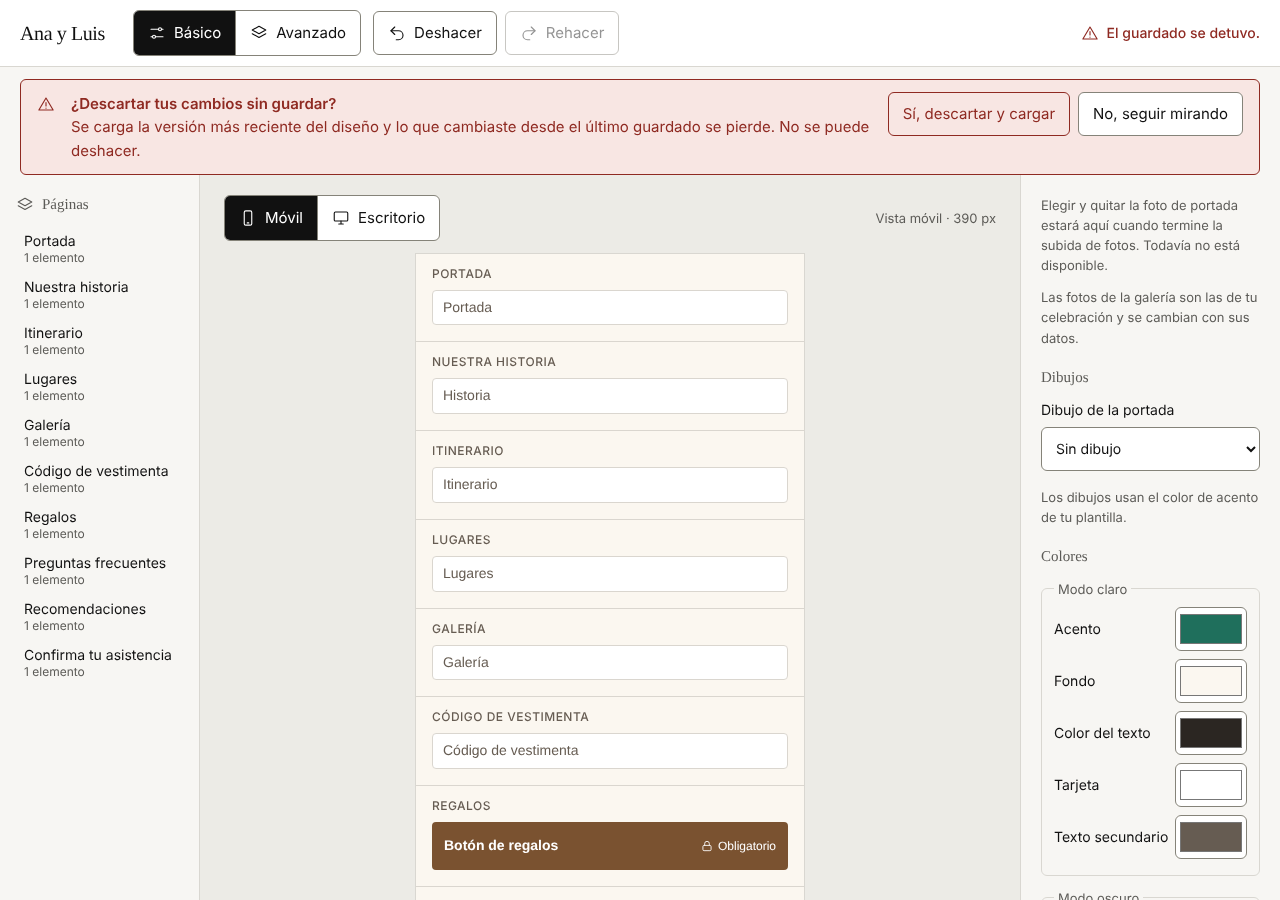 Ana y Luis
Básico
Avanzado
Deshacer
Rehacer
El guardado se detuvo.
¿Descartar tus cambios sin guardar?
Se carga la versión más reciente del diseño y lo que cambiaste desde el último guardado se pierde. No se puede
deshacer.
Sí, descartar y cargar
No, seguir mirando
Páginas
Portada
1 elemento
Nuestra historia
1 elemento
Itinerario
1 elemento
Lugares
1 elemento
Galería
1 elemento
Código de vestimenta
1 elemento
Regalos
1 elemento
Preguntas frecuentes
1 elemento
Recomendaciones
1 elemento
Confirma tu asistencia
1 elemento
Móvil
Escritorio
Vista móvil · 390 px
PORTADA
Portada
NUESTRA HISTORIA
Historia
ITINERARIO
Itinerario
LUGARES
Lugares
GALERÍA
Galería
CÓDIGO DE VESTIMENTA
Código de vestimenta
REGALOS
Botón de regalos
Obligatorio
Elegir y quitar la foto de portada
estará aquí cuando termine la
subida de fotos. Todavía no está
disponible.
Las fotos de la galería son las de tu
celebración y se cambian con sus
datos.
Dibujos
Dibujo de la portada
Sin dibujo
Los dibujos usan el color de acento
de tu plantilla.
Colores
Modo claro
Acento
Fondo
Color del texto
Tarjeta
Texto secundario
Modo oscuro